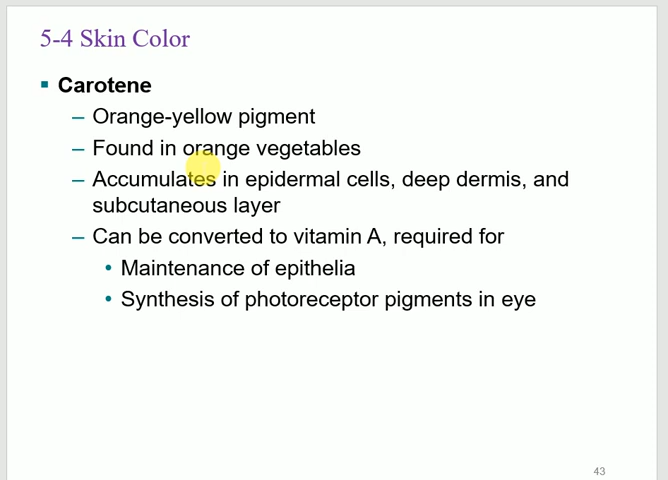 5-4 Skin Color
▪ Carotene
– Orange-yellow pigment
– Found in orange vegetables
– Accumulates in epidermal cells, deep dermis, and
subcutaneous layer
– Can be converted to vitamin A, required for
• Maintenance of epithelia
• Synthesis of photoreceptor pigments in eye
43